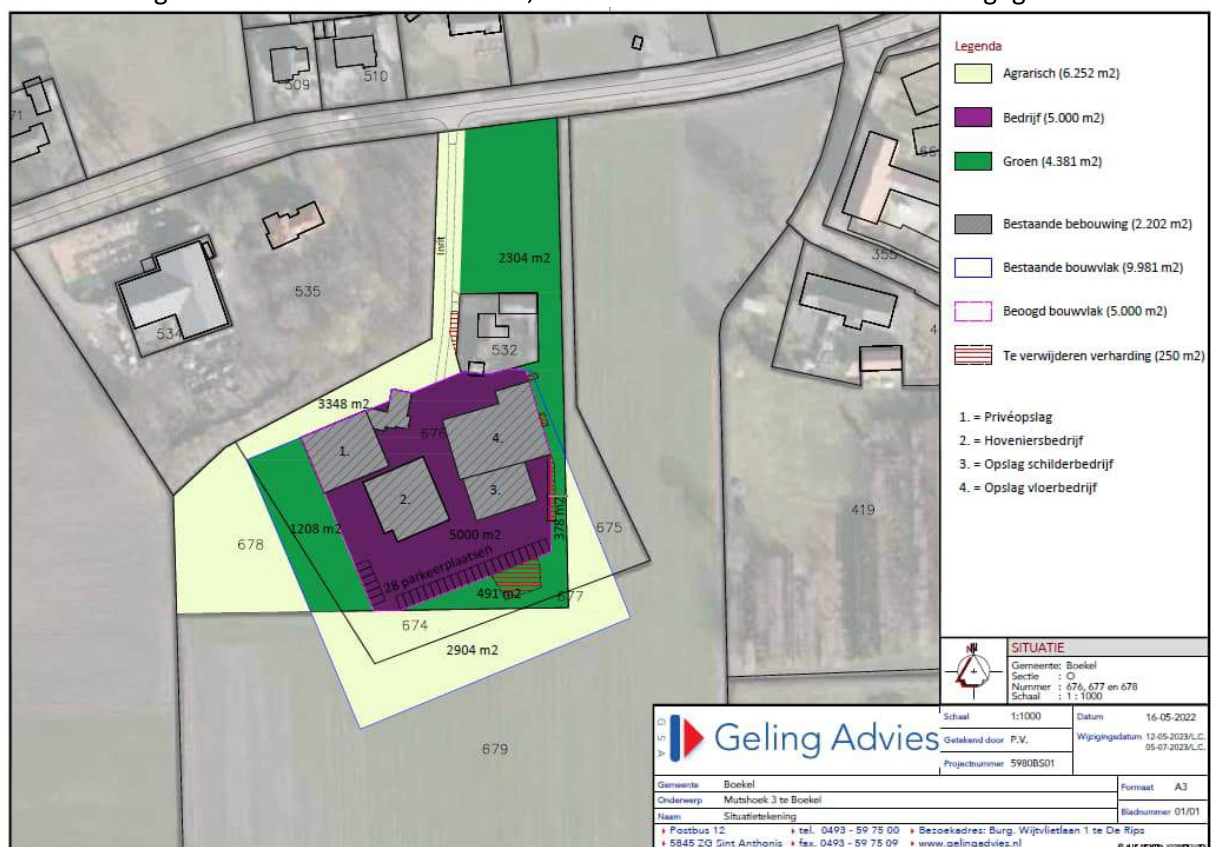 Legenda
Agrarisch (6.252 m2)
Bedrijf (5.000 m2)
Groen (4.381 m2)
Bestaande bebouwing (2.202 m2)
Bestaande bouwvlak (9.981 m2)
Beoogd bouwvlak (5.000 m2)
Te verwijderen verharding (250 m2)
1. = Privéopslag
2. = Hoveniersbedrijf
3. = Opslag schilderbedrijf
4. = Opslag vloerbedrijf
509
510
71
355
Inrit
2304 m2
535
534
532
3348 m2
676
1.
4.
2.
3.
1208 m2
5000 m2
378 m2
675
419
678
28 parkeerplaatsen
491 m2
677
674
2904 m2
679
N
SITUATIE
Gemeente: Boekel
Sectie : O
Nummer : 676, 677 en 678
Schaal : 1 : 1000
GSA
Geling Advies
Schaal 1:1000
Datum 16-05-2022
Getekend door P.V.
Wijzigingsdatum 12-05-2023/L.C.
05-07-2023/L.C.
Projectnummer 5980BS01
Gemeente Boekel
Formaat A3
Onderwerp Mutshoek 3 te Boekel
Naam Situatietekening
Bladnummer 01/01
Postbus 12 tel. 0493 - 59 75 00 Bezoekadres: Burg. Wijtvlietlaan 1 te De Rips
5845 ZG Sint Anthonis fax. 0493 - 59 75 09 www.gelingadvies.nl